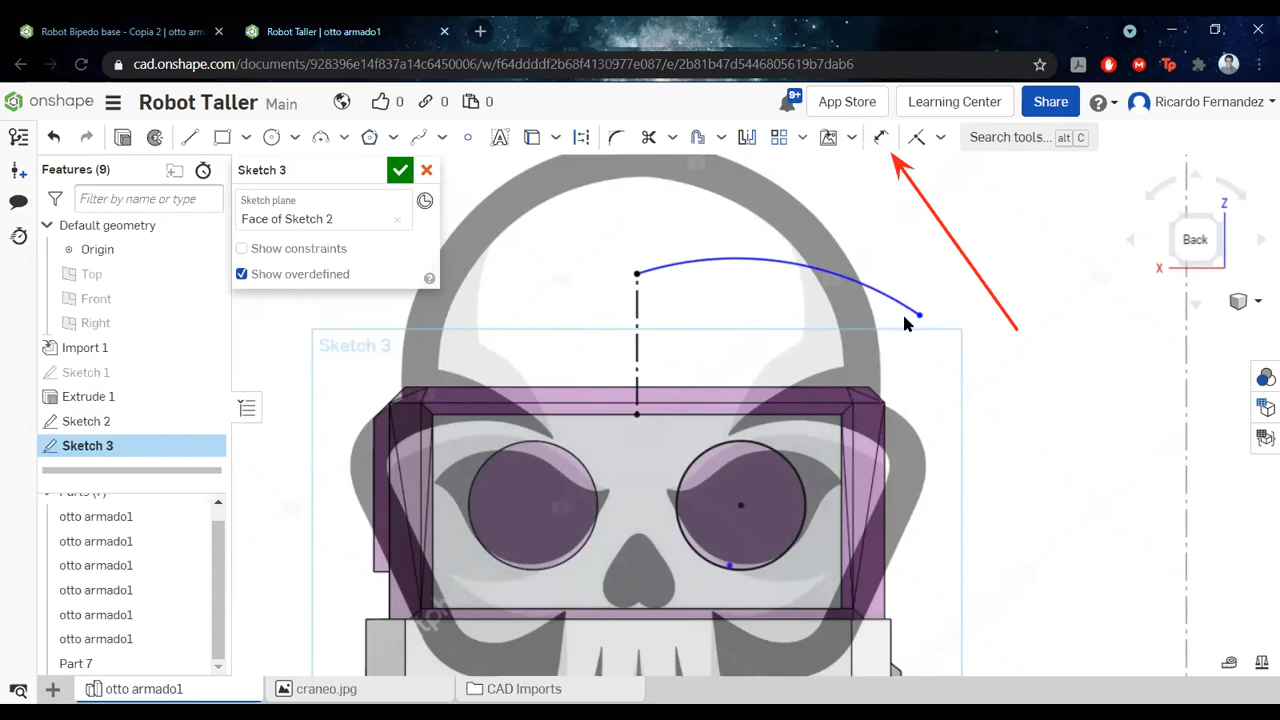 Robot Bipedo base - Copia 2 | otto arm
Robot Taller | otto armado1
cad.onshape.com/documents/928396e14f18f837a14c6450006/w/f64ddddf2b68f4130977e087/e/2b81b47d5446805619b7dab6
onshape
Robot Taller Main
0
0
0
9+
App Store
Learning Center
Share
Ricardo Fernandez
Search tools... alt C
Features (9)
Filter by name or type
Default geometry
Origin
Top
Front
Right
Import 1
Sketch 1
Extrude 1
Sketch 2
Sketch 3
Parts (7)
otto armado1
otto armado1
otto armado1
otto armado1
otto armado1
otto armado1
Part 7
Sketch 3
Sketch plane
Face of Sketch 2
Show constraints
Show overdefined
Sketch 3
Z
Back
X
otto armado1
craneo.jpg
CAD Imports